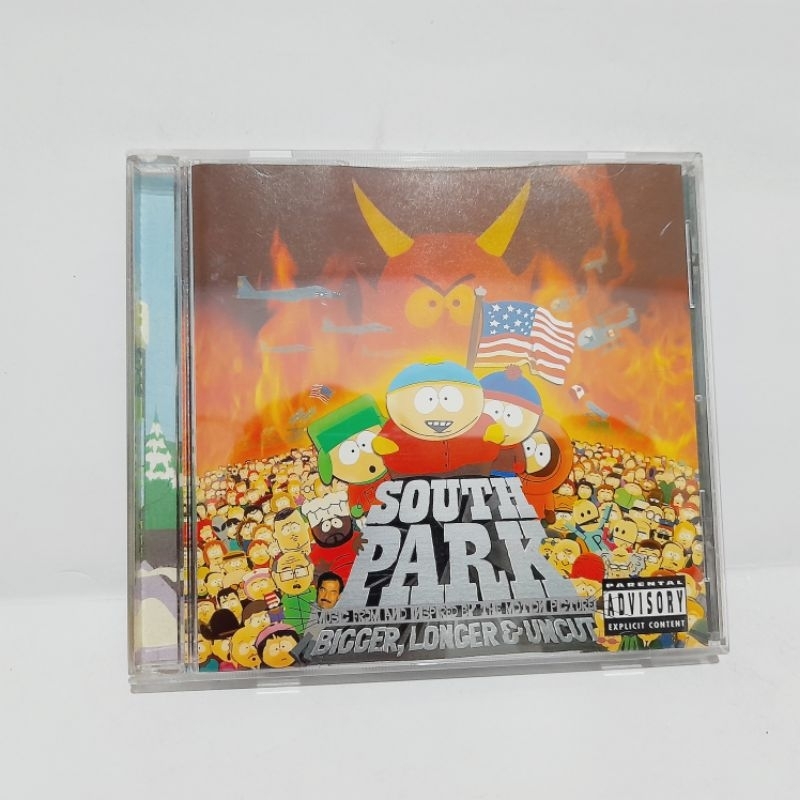 SOUTH
PARK
MUSIC FROM AND INSPIRED BY THE MOTION PICTURE
BIGGER, LONGER & UNCUT
PARENTAL
ADVISORY
EXPLICIT CONTENT